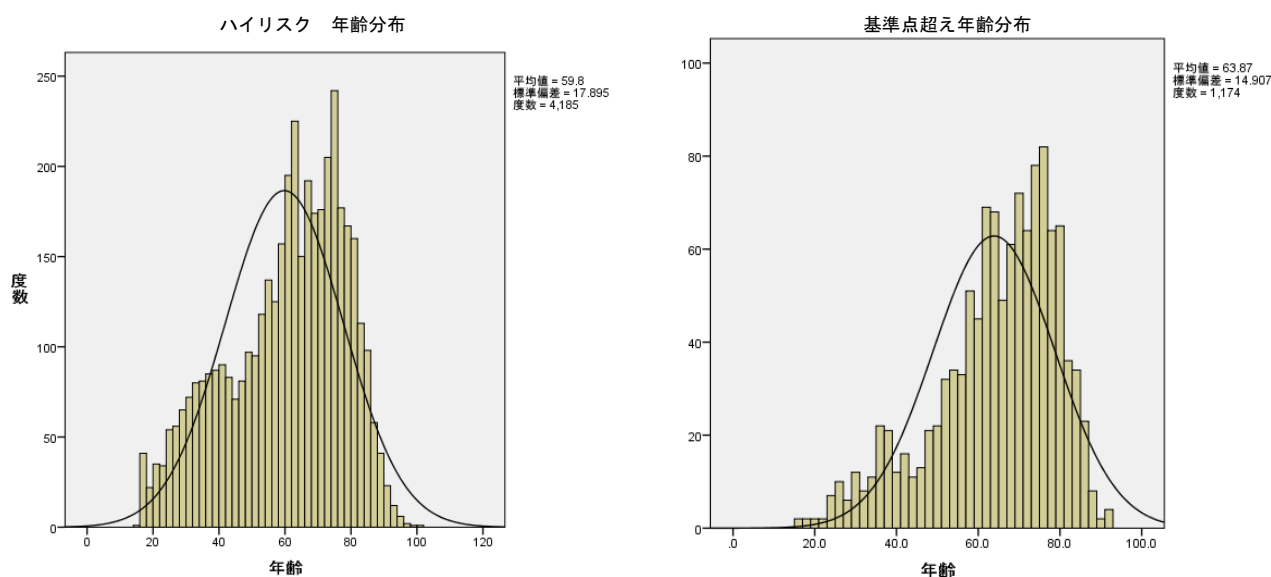 ハイリスク　年齢分布
250
200
150
100
50
0
度数
0 20 40 60 80 100 120
年齢
平均値 = 59.8
標準偏差 = 17.895
度数 = 4,185
基準点超え年齢分布
100
80
60
40
20
0
.0 20.0 40.0 60.0 80.0 100.0
年齢
平均値 = 63.87
標準偏差 = 14.907
度数 = 1,174